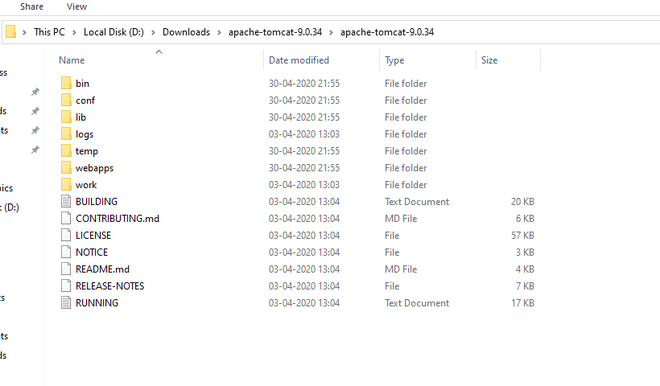 Share View
This PC > Local Disk (D:) > Downloads > apache-tomcat-9.0.34 > apache-tomcat-9.0.34
Name Date modified Type Size
bin 30-04-2020 21:55 File folder
conf 30-04-2020 21:55 File folder
lib 30-04-2020 21:55 File folder
logs 03-04-2020 13:03 File folder
temp 30-04-2020 21:55 File folder
webapps 30-04-2020 21:55 File folder
work 03-04-2020 13:03 File folder
BUILDING 03-04-2020 13:04 Text Document 20 KB
CONTRIBUTING.md 03-04-2020 13:04 MD File 6 KB
LICENSE 03-04-2020 13:04 File 57 KB
NOTICE 03-04-2020 13:04 File 3 KB
README.md 03-04-2020 13:04 MD File 4 KB
RELEASE-NOTES 03-04-2020 13:04 File 7 KB
RUNNING 03-04-2020 13:04 Text Document 17 KB